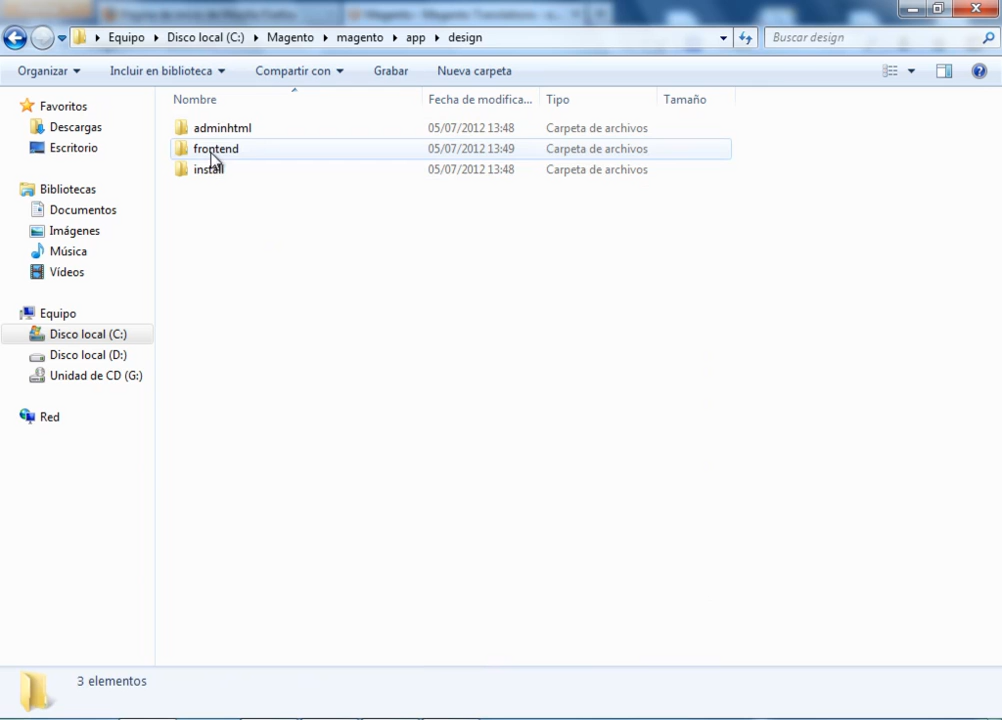 Equipo ▸ Disco local (C:) ▸ Magento ▸ magento ▸ app ▸ design
Buscar design
Organizar Incluir en biblioteca Compartir con Grabar Nueva carpeta
Nombre Fecha de modifica... Tipo Tamaño
adminhtml 05/07/2012 13:48 Carpeta de archivos
frontend 05/07/2012 13:49 Carpeta de archivos
install 05/07/2012 13:48 Carpeta de archivos
Favoritos
Descargas
Escritorio
Bibliotecas
Documentos
Imágenes
Música
Vídeos
Equipo
Disco local (C:)
Disco local (D:)
Unidad de CD (G:)
Red
3 elementos